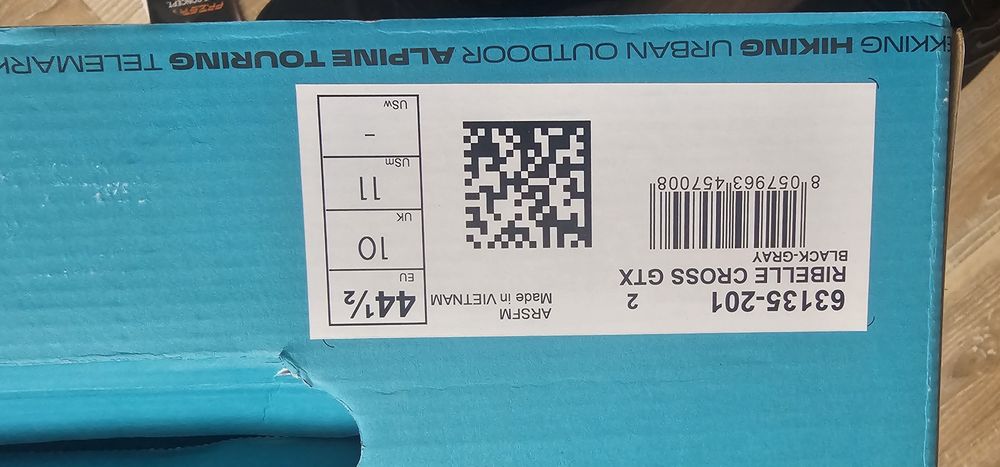 63135-201 2
RIBELLE CROSS GTX
BLACK-GRAY
8 057963 457008
ARSFM
Made in VIETNAM
EU
44½
UK
10
USm
11
USw
-
TELEMARK ALPINE TOURING OUTDOOR URBAN HIKING